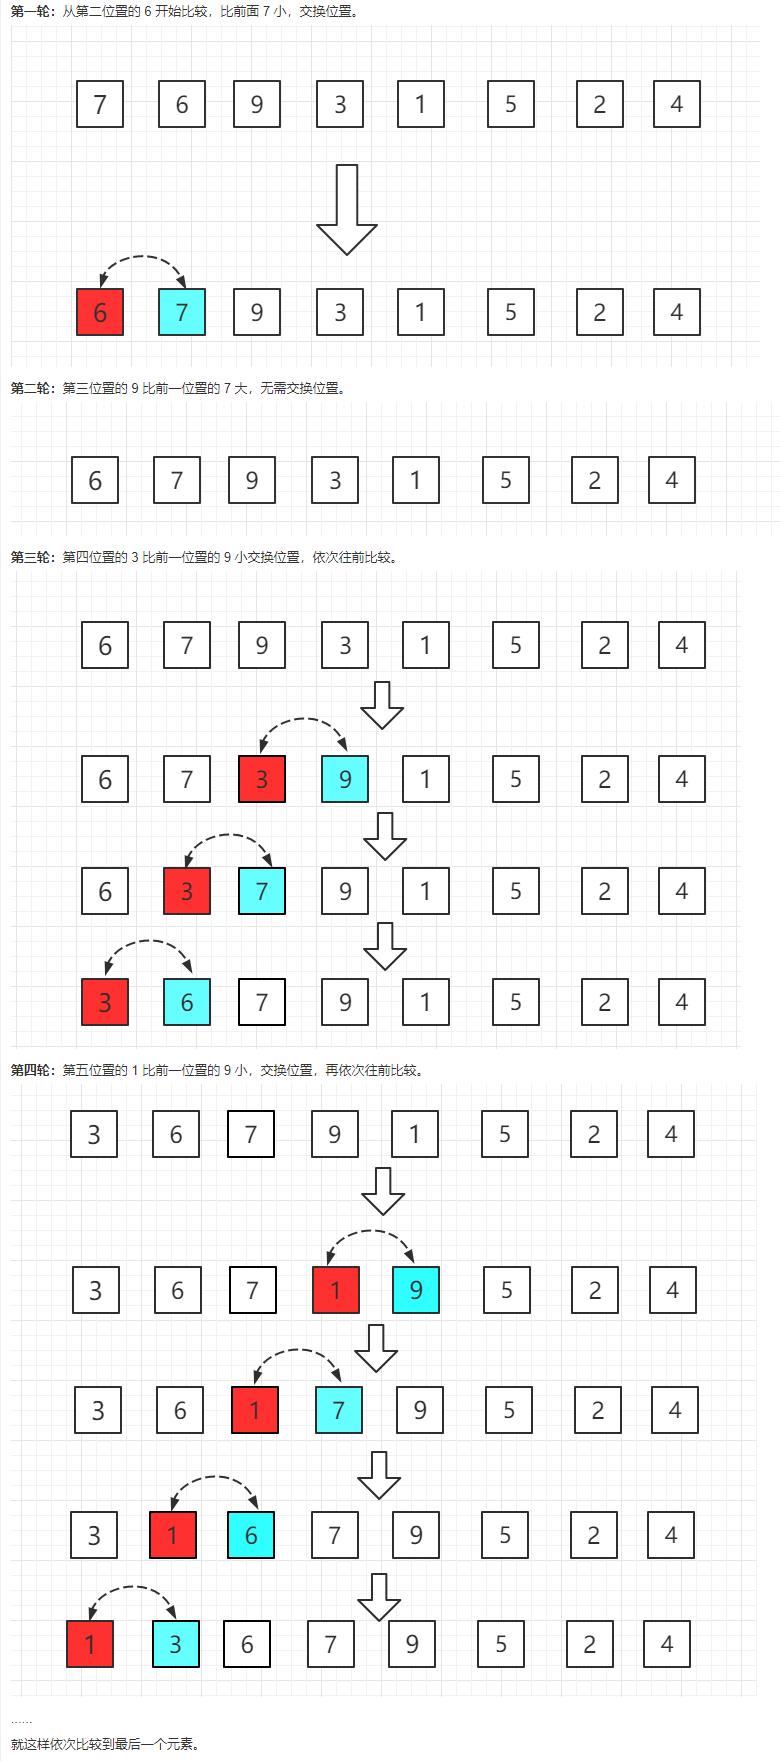 第一轮：从第二位置的 6 开始比较，比前面 7 小，交换位置。
7 6 9 3 1 5 2 4
6 7 9 3 1 5 2 4
第二轮：第三位置的 9 比前一位置的 7 大，无需交换位置。
6 7 9 3 1 5 2 4
第三轮：第四位置的 3 比前一位置的 9 小交换位置，依次往前比较。
6 7 9 3 1 5 2 4
6 7 3 9 1 5 2 4
6 3 7 9 1 5 2 4
3 6 7 9 1 5 2 4
第四轮：第五位置的 1 比前一位置的 9 小，交换位置，再依次往前比较。
3 6 7 9 1 5 2 4
3 6 7 1 9 5 2 4
3 6 1 7 9 5 2 4
3 1 6 7 9 5 2 4
1 3 6 7 9 5 2 4
......
就这样依次比较到最后一个元素。